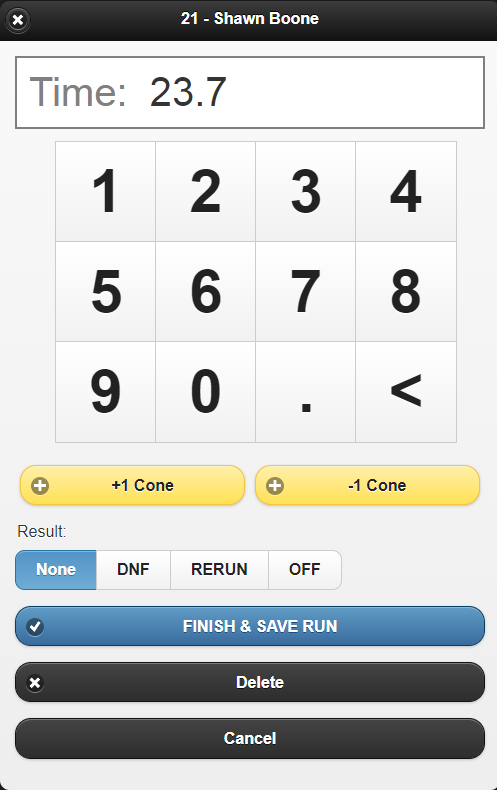 21 - Shawn Boone
Time: 23.7
1 2 3 4
5 6 7 8
9 0 . <
+1 Cone -1 Cone
Result:
None DNF RERUN OFF
FINISH & SAVE RUN
Delete
Cancel